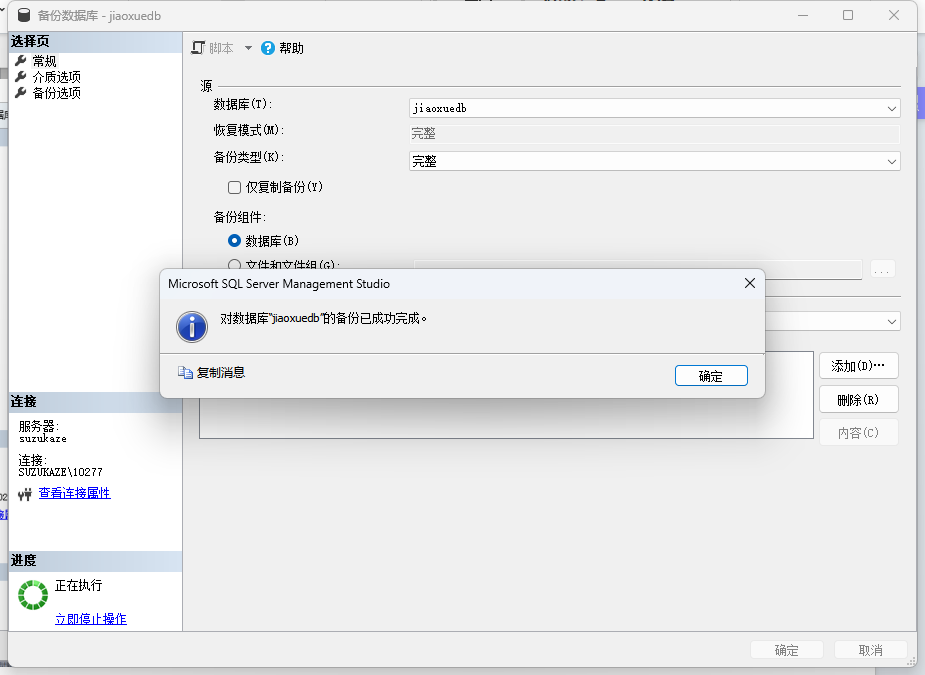 备份数据库 - jiaoxuedb
选择页
常规
介质选项
备份选项
脚本
帮助
源
数据库(T):
jiaoxuedb
恢复模式(M):
完整
备份类型(K):
完整
仅复制备份(Y)
备份组件:
数据库(B)
文件和文件组(G):
...
Microsoft SQL Server Management Studio
对数据库“jiaoxuedb”的备份已成功完成。
复制消息
确定
添加(D)…
删除(R)
内容(C)
连接
服务器:
suzukaze
连接:
SUZUKAZE\10277
查看连接属性
进度
正在执行
立即停止操作
确定
取消